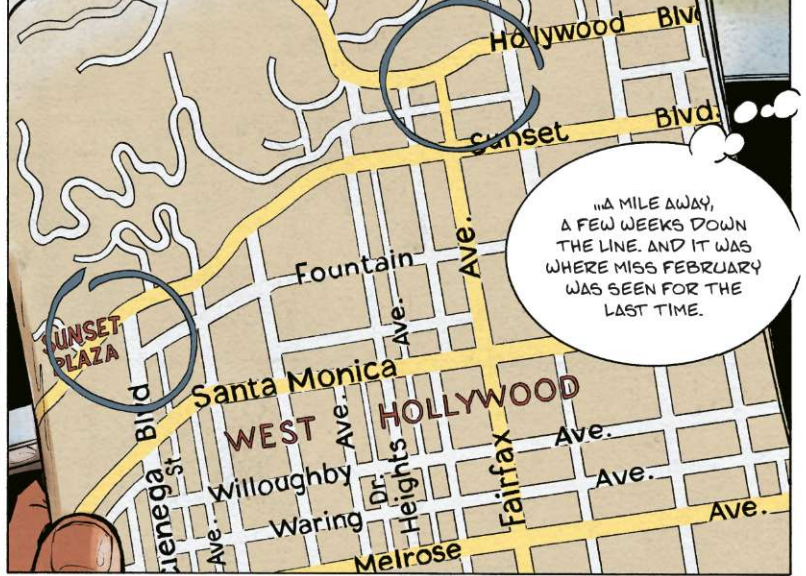 Hollywood Blvd
Sunset Blvd.
...A MILE AWAY,
A FEW WEEKS DOWN
THE LINE. AND IT WAS
WHERE MISS FEBRUARY
WAS SEEN FOR THE
LAST TIME.
Fountain
Ave.
Ave.
SUNSET
PLAZA
Santa Monica
Blvd
WEST HOLLYWOOD
Ave.
Ave.
St
Willoughby
Dr
Heights
Fairfax
Ave.
Ave.
Waring
Ave.
Melrose